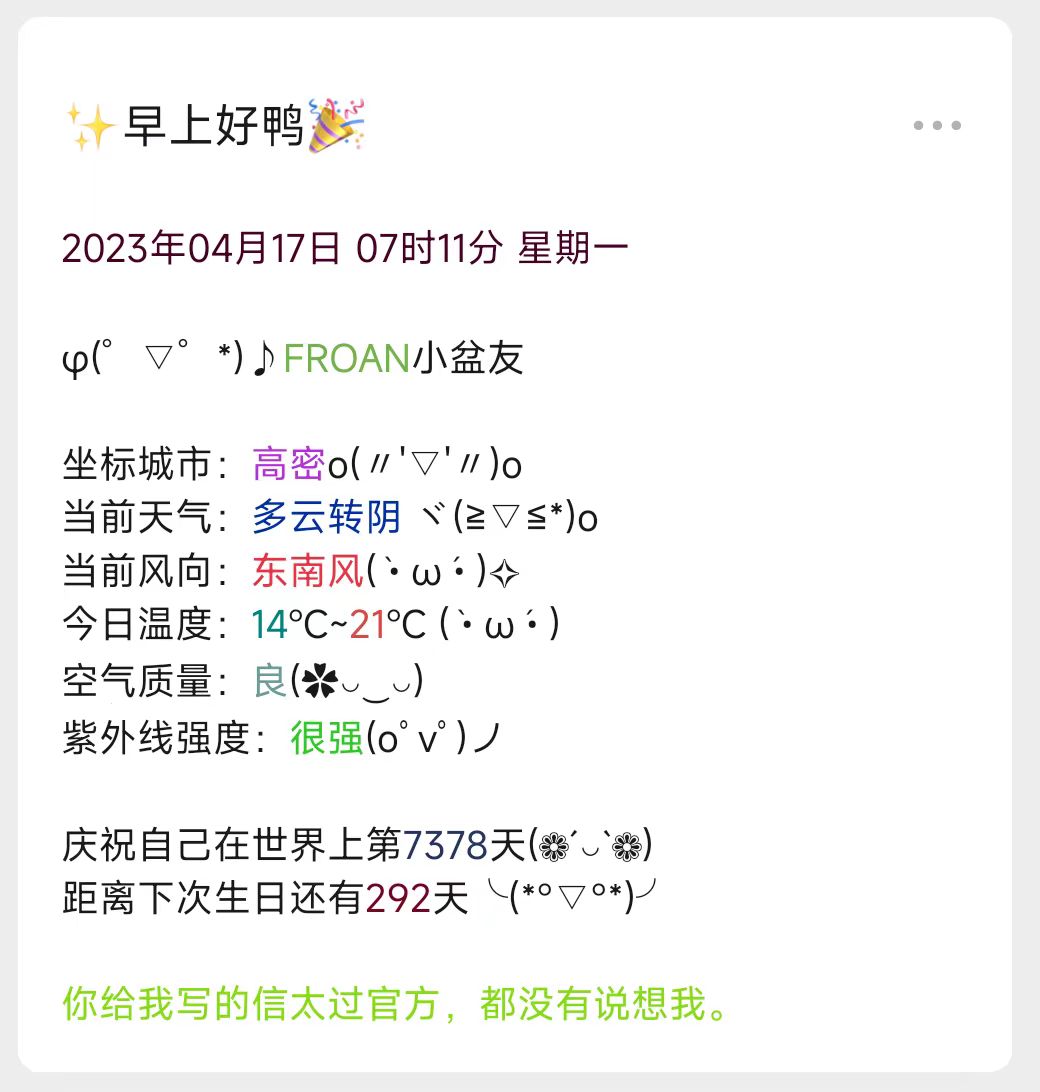 ✨早上好鸭🎉
2023年04月17日 07时11分 星期一
φ(゜▽゜*)♪FROAN小盆友
坐标城市：高密o(〃'▽'〃)o
当前天气：多云转阴 ヾ(≧▽≦*)o
当前风向：东南风(•̀ω•́)✧
今日温度：14℃~21℃ (•̀ω•́)
空气质量：良(✿◡‿◡)
紫外线强度：很强(oﾟvﾟ)ノ
庆祝自己在世界上第7378天(❁´◡`❁)
距离下次生日还有292天╰(*°▽°*)╯
你给我写的信太过官方，都没有说想我。